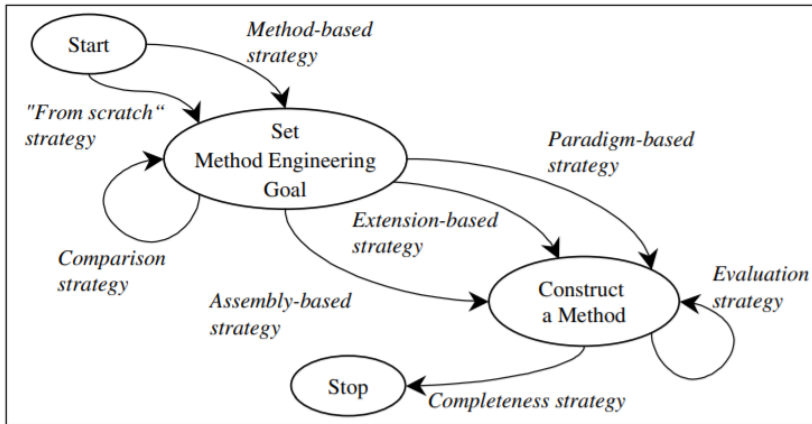 Start
Method-based
strategy
"From scratch“
strategy
Set
Method Engineering
Goal
Paradigm-based
strategy
Extension-based
strategy
Comparison
strategy
Assembly-based
strategy
Construct
a Method
Evaluation
strategy
Stop
Completeness strategy